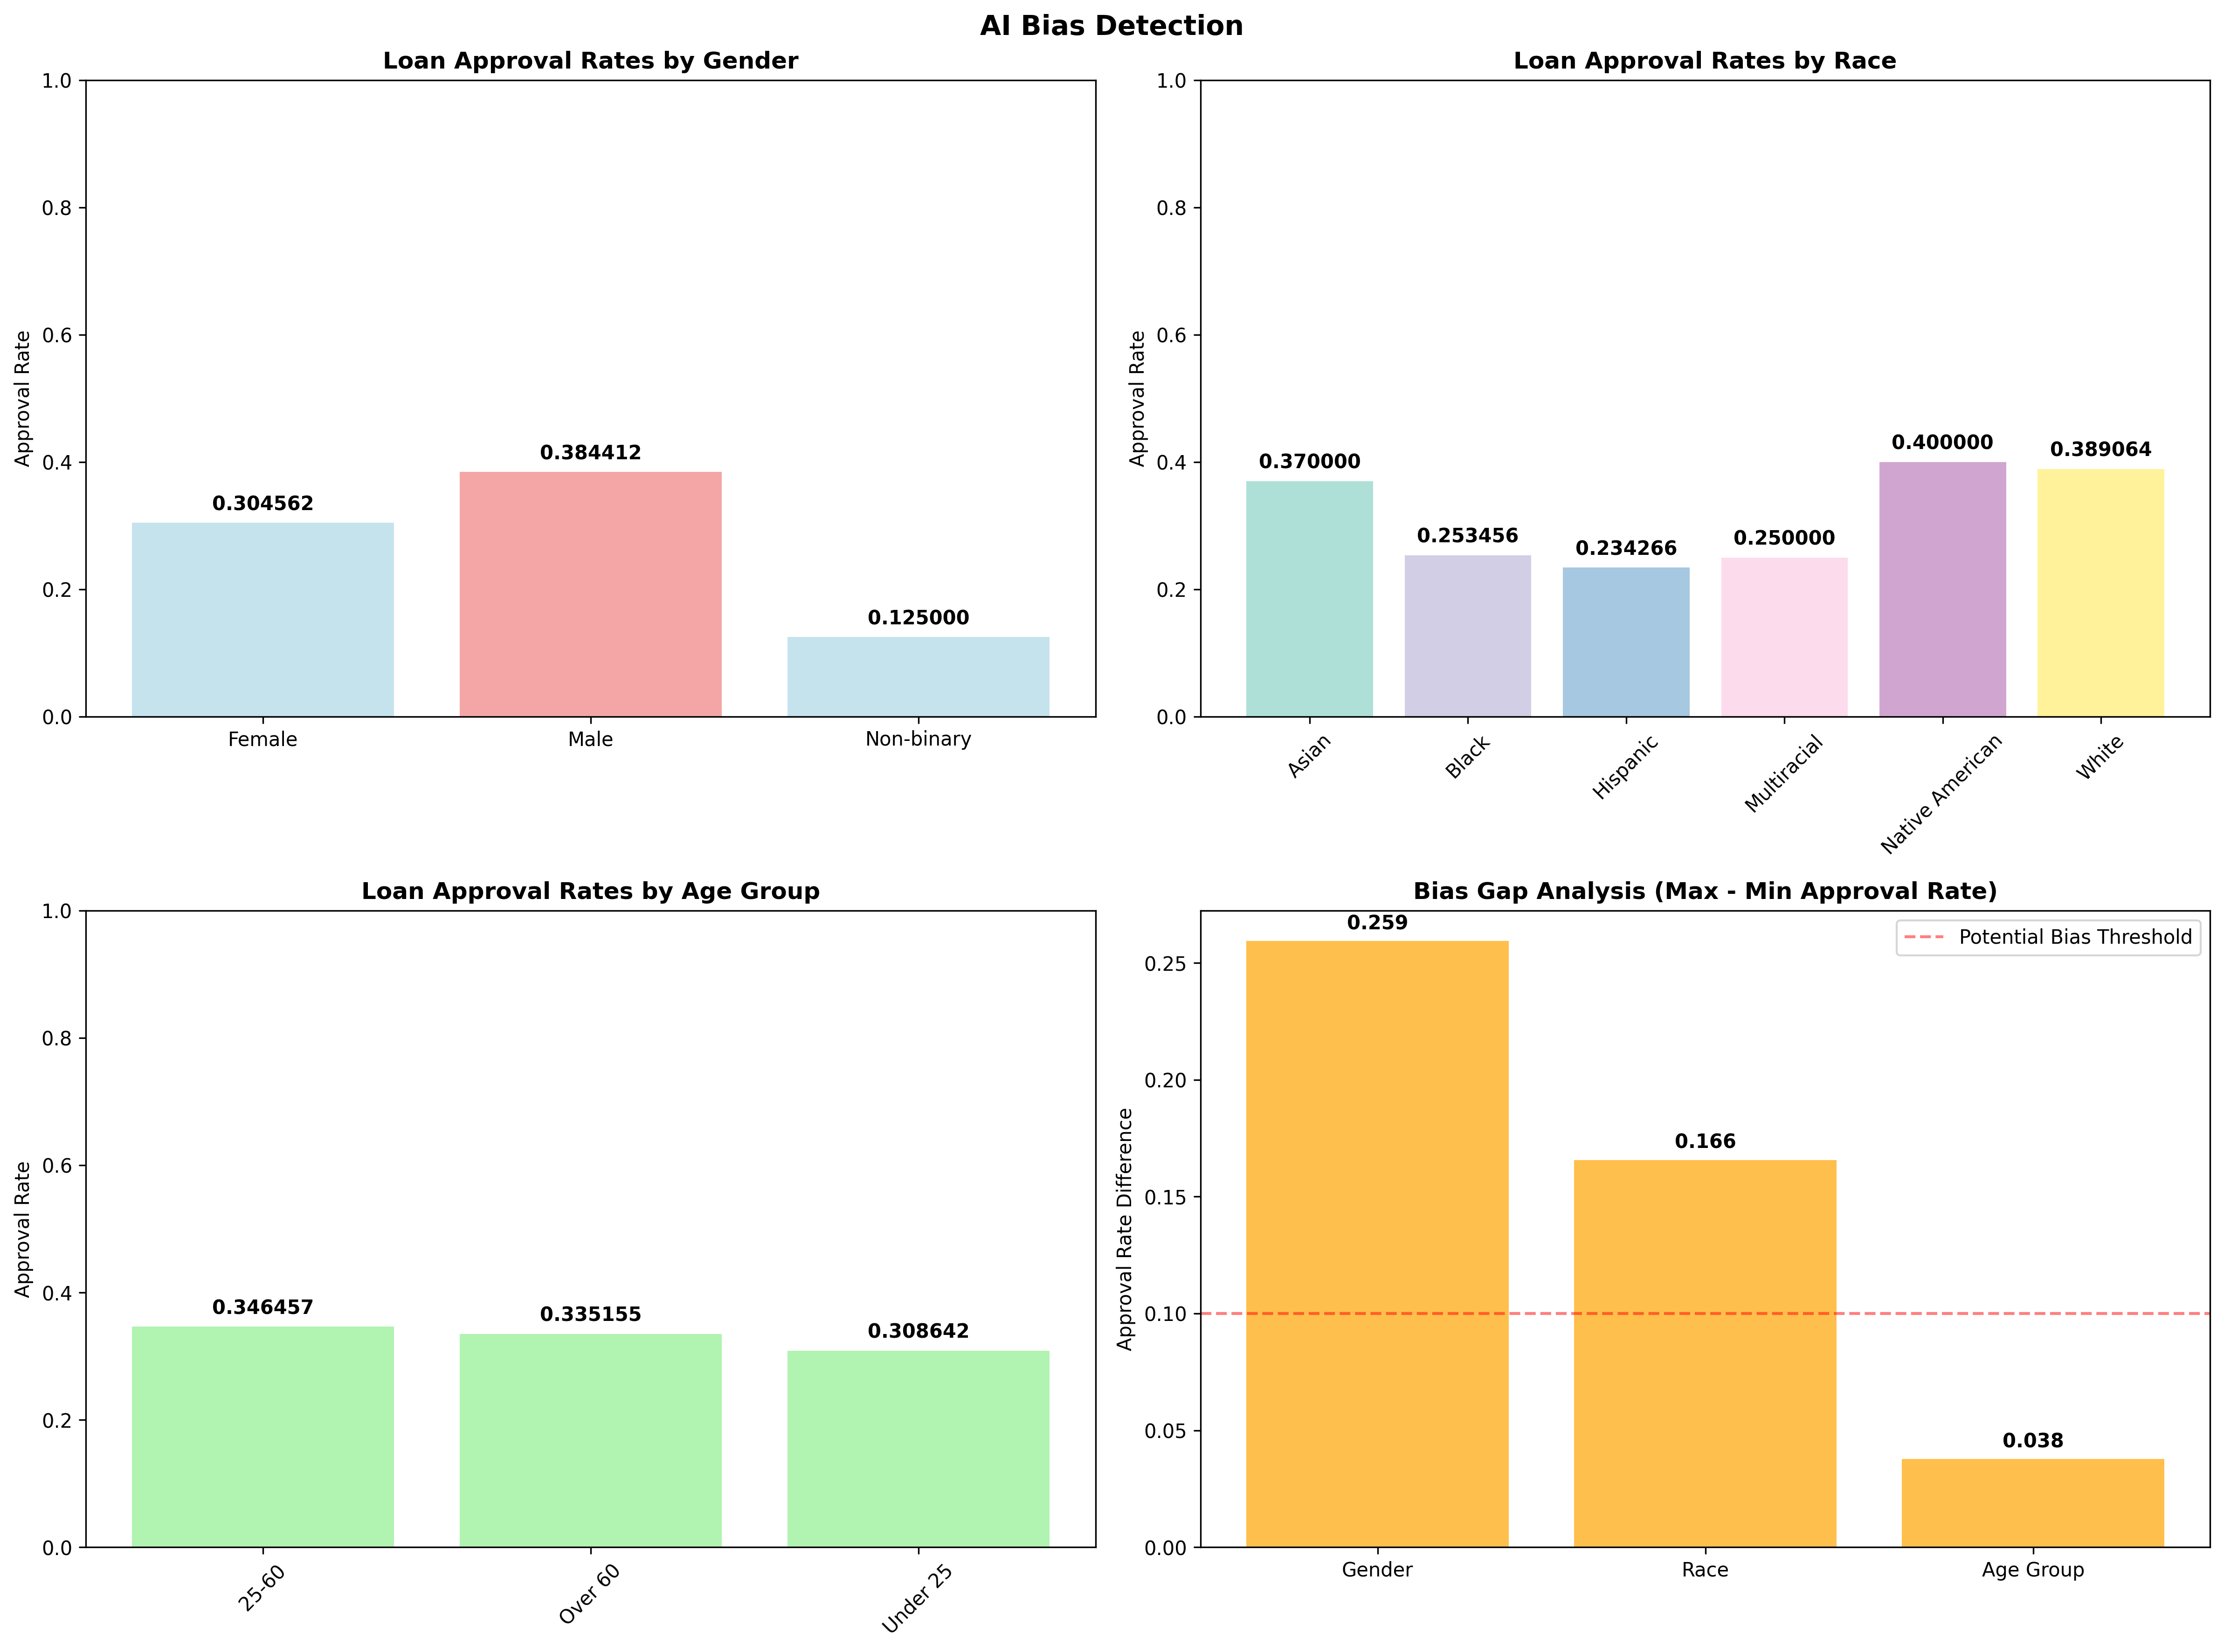 AI Bias Detection
Loan Approval Rates by Gender
1.0
0.8
0.6
0.4
0.2
0.0
Approval Rate
0.304562
0.384412
0.125000
Female
Male
Non-binary
Loan Approval Rates by Race
1.0
0.8
0.6
0.4
0.2
0.0
Approval Rate
0.370000
0.253456
0.234266
0.250000
0.400000
0.389064
Asian
Black
Hispanic
Multiracial
Native American
White
Loan Approval Rates by Age Group
1.0
0.8
0.6
0.4
0.2
0.0
Approval Rate
0.346457
0.335155
0.308642
25-60
Over 60
Under 25
Bias Gap Analysis (Max - Min Approval Rate)
Potential Bias Threshold
0.25
0.20
0.15
0.10
0.05
0.00
Approval Rate Difference
0.259
0.166
0.038
Gender
Race
Age Group